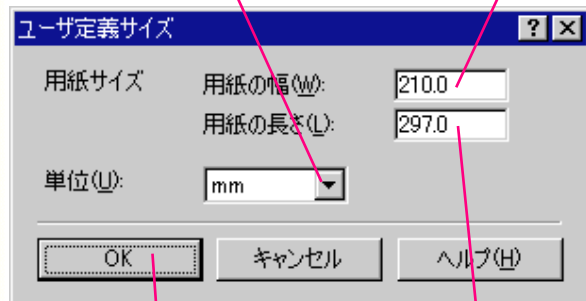 ユーザ定義サイズ
用紙サイズ 用紙の幅(W): 210.0
用紙の長さ(L): 297.0
単位(U): mm
OK キャンセル ヘルプ(H)